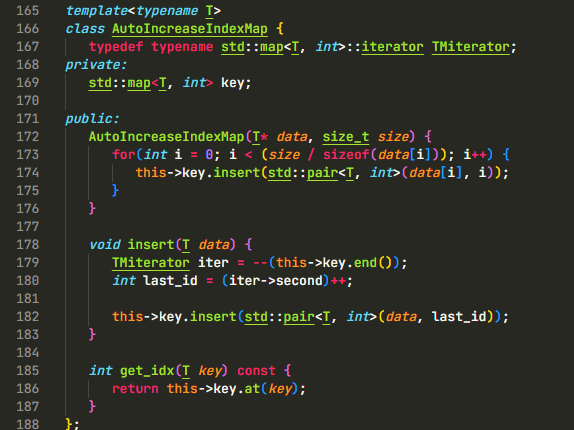 165 template<typename T>
166 class AutoIncreaseIndexMap {
167     typedef typename std::map<T, int>::iterator TMiterator;
168 private:
169     std::map<T, int> key;
170
171 public:
172     AutoIncreaseIndexMap(T* data, size_t size) {
173         for(int i = 0; i < (size / sizeof(data[i])); i++) {
174             this->key.insert(std::pair<T, int>(data[i], i));
175         }
176     }
177
178     void insert(T data) {
179         TMiterator iter = --(this->key.end());
180         int last_id = (iter->second)++;
181
182         this->key.insert(std::pair<T, int>(data, last_id));
183     }
184
185     int get_idx(T key) const {
186         return this->key.at(key);
187     }
188 };